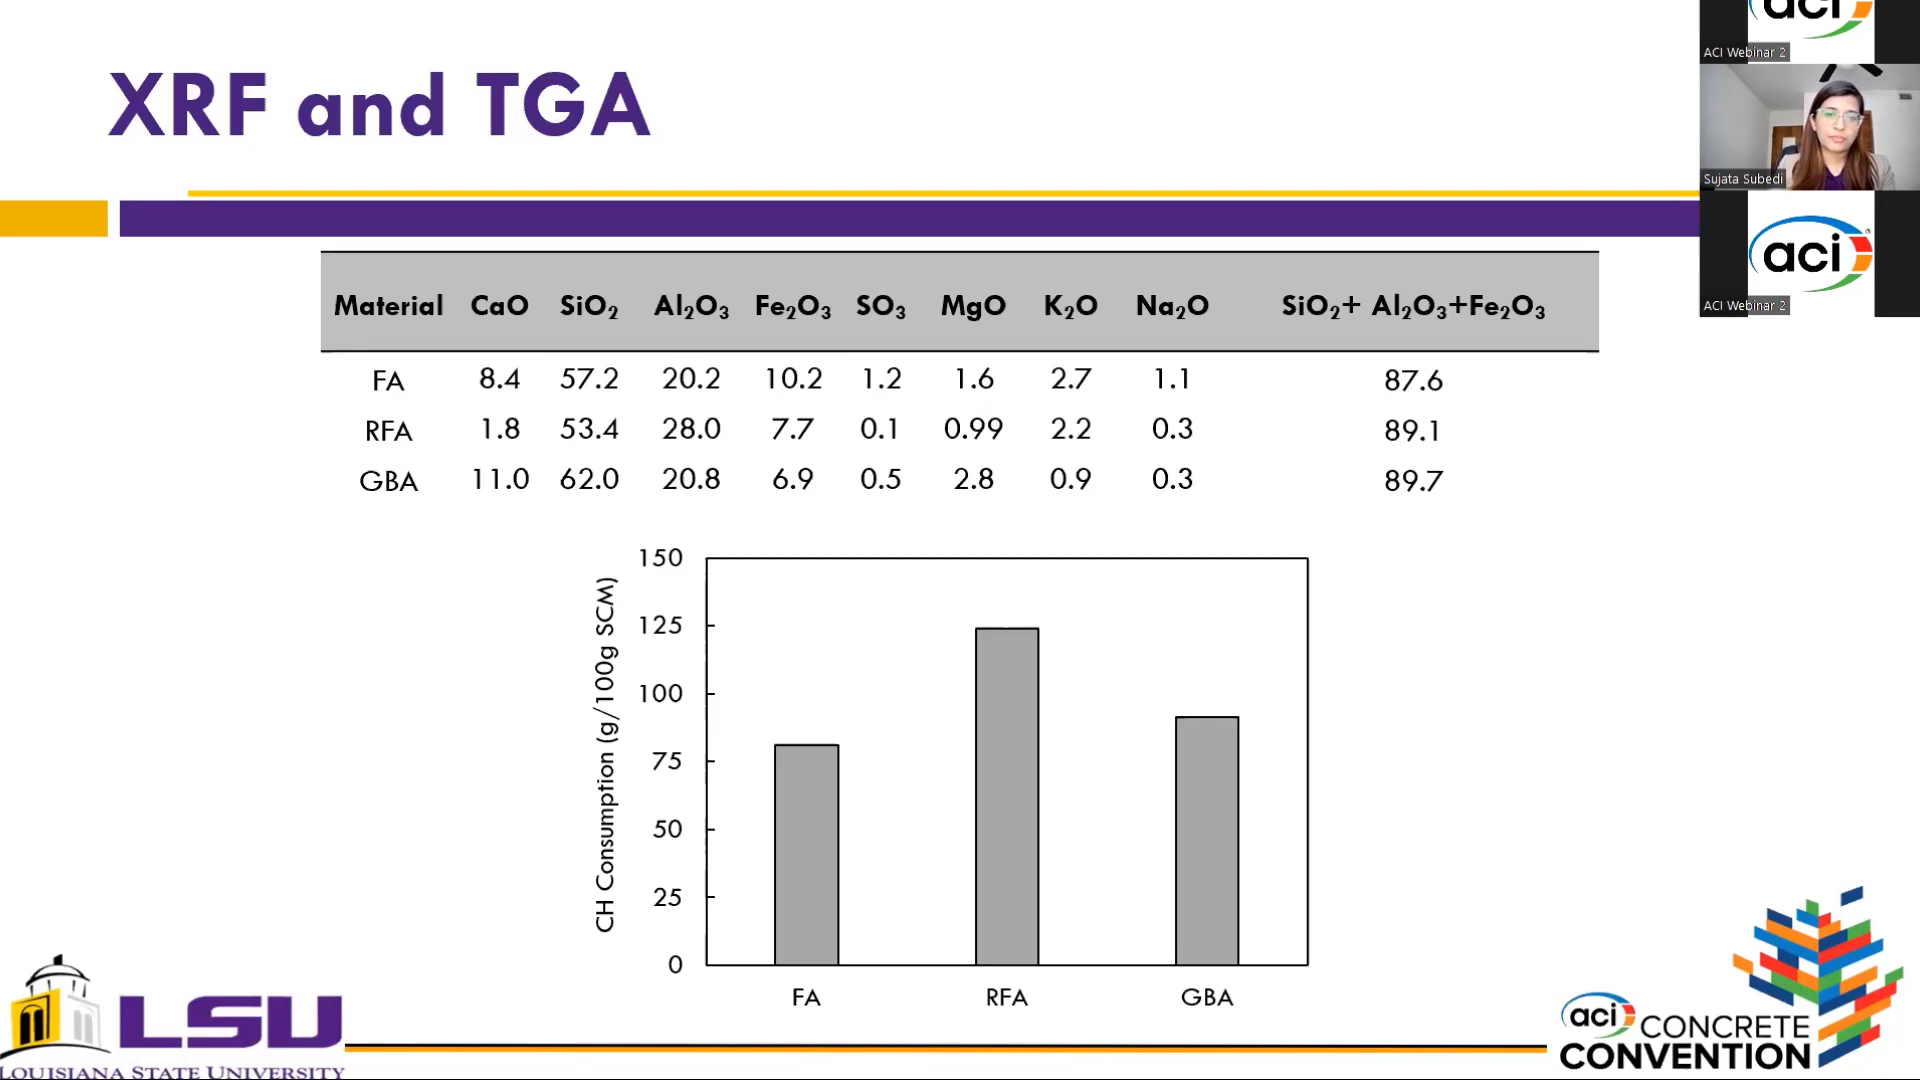 XRF and TGA
aci
ACI Webinar 2
Sujata Subedi
aci
ACI Webinar 2
Material CaO SiO₂ Al₂O₃ Fe₂O₃ SO₃ MgO K₂O Na₂O SiO₂+ Al₂O₃+Fe₂O₃
FA 8.4 57.2 20.2 10.2 1.2 1.6 2.7 1.1 87.6
RFA 1.8 53.4 28.0 7.7 0.1 0.99 2.2 0.3 89.1
GBA 11.0 62.0 20.8 6.9 0.5 2.8 0.9 0.3 89.7
CH Consumption (g/100g SCM)
150
125
100
75
50
25
0
FA RFA GBA
LSU
LOUISIANA STATE UNIVERSITY
aci CONCRETE
CONVENTION